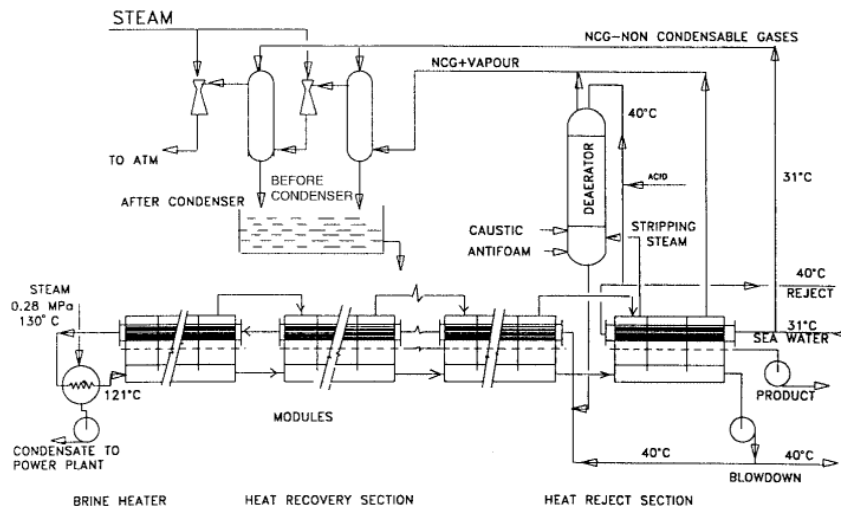 STEAM
NCG-NON CONDENSABLE GASES
NCG+VAPOUR
40°C
TO ATM
BEFORE
CONDENSER
AFTER CONDENSER
DEAERATOR
ACID
31°C
CAUSTIC
ANTIFOAM
STRIPPING
STEAM
STEAM
0.28 MPa
130°C
40°C
REJECT
31°C
SEA WATER
121°C
PRODUCT
MODULES
CONDENSATE TO
POWER PLANT
40°C
40°C
BLOWDOWN
BRINE HEATER
HEAT RECOVERY SECTION
HEAT REJECT SECTION